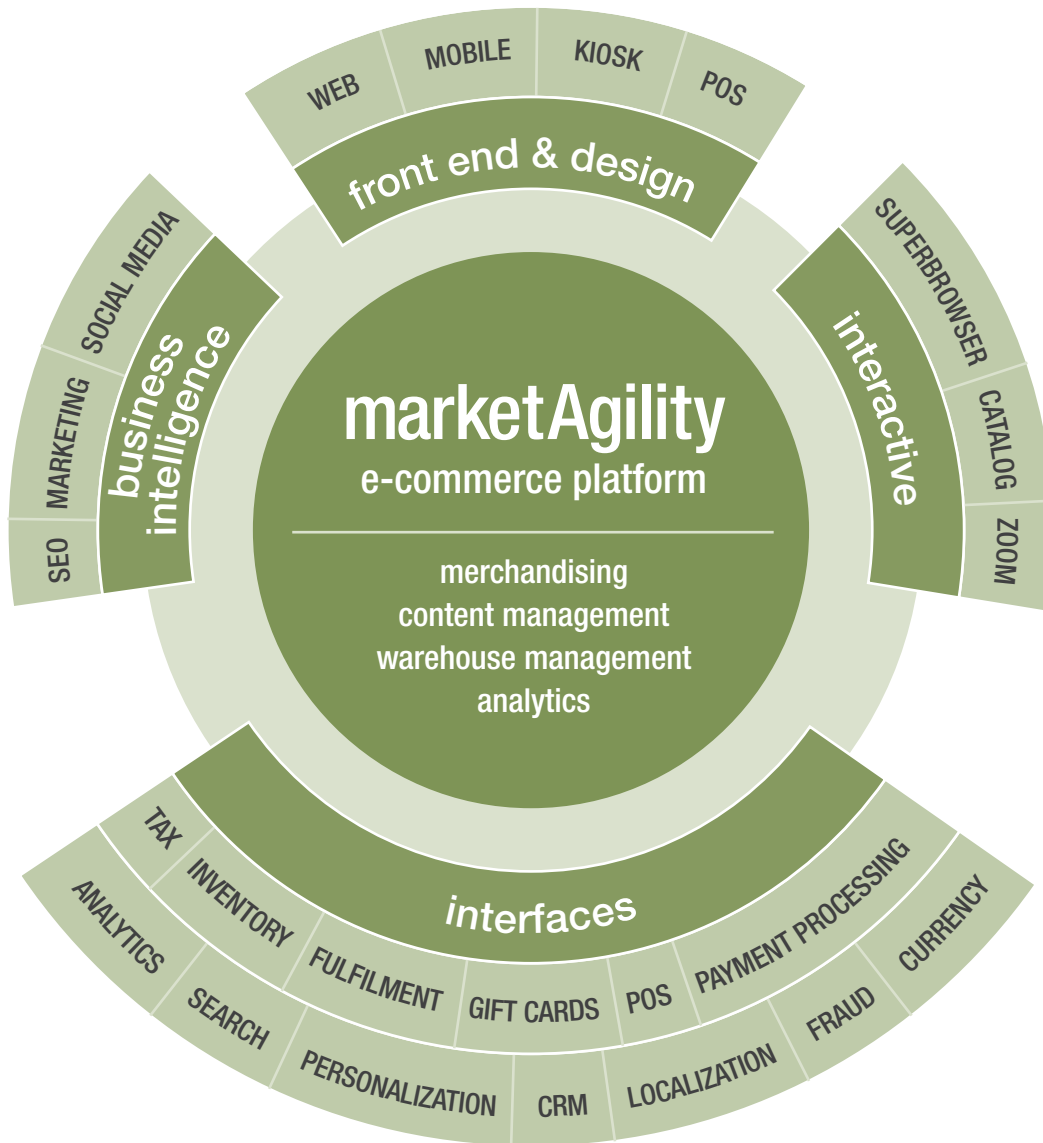 WEB
MOBILE
KIOSK
POS
front end & design
SOCIAL MEDIA
MARKETING
SEO
business
intelligence
SUPERBROWSER
CATALOG
ZOOM
interactive
marketAgility
e-commerce platform
merchandising
content management
warehouse management
analytics
interfaces
TAX
INVENTORY
FULFILMENT
GIFT CARDS
POS
PAYMENT PROCESSING
ANALYTICS
SEARCH
PERSONALIZATION
CRM
LOCALIZATION
FRAUD
CURRENCY